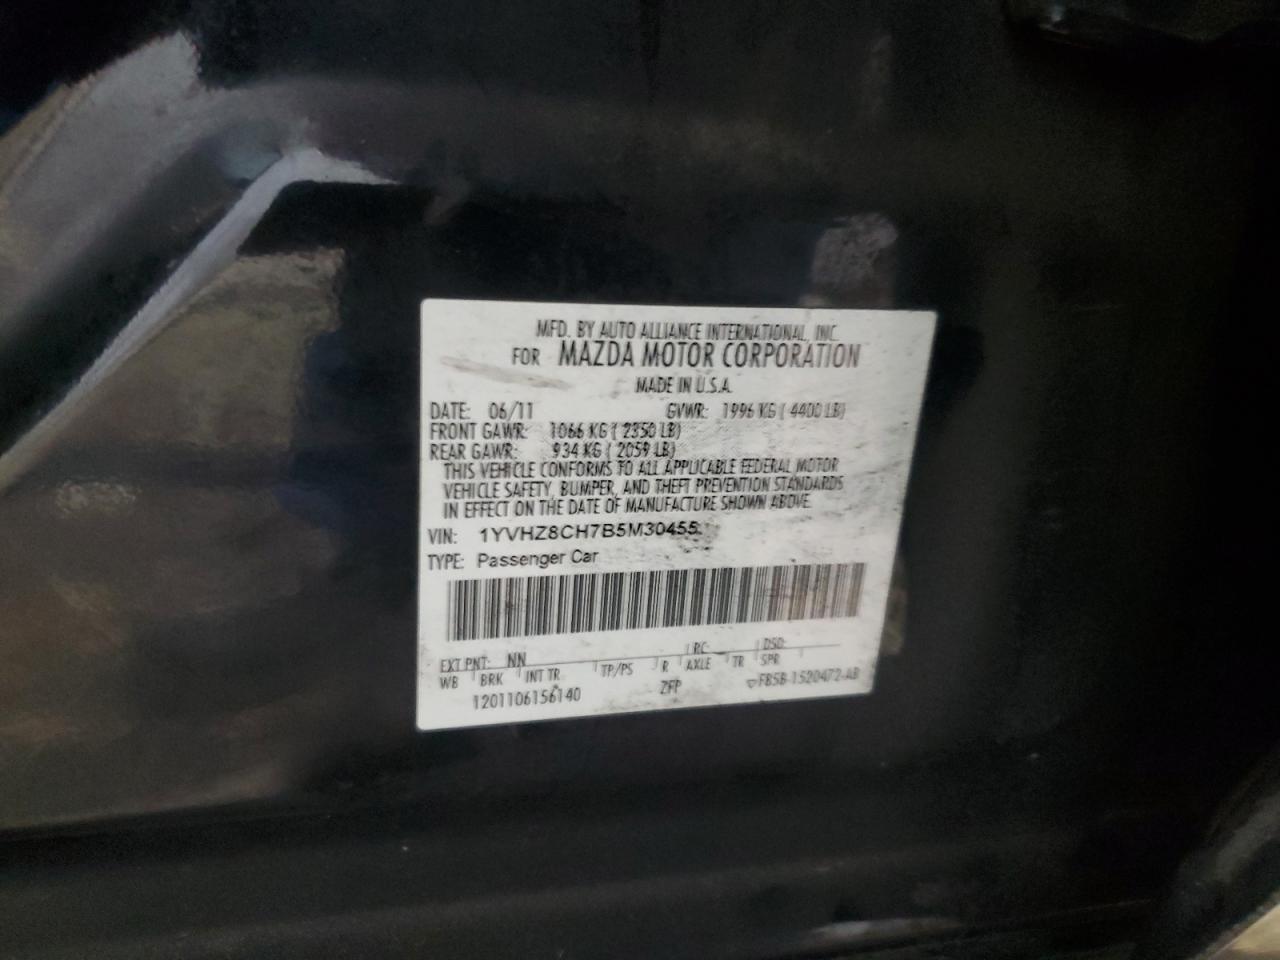 MFD. BY AUTO ALLIANCE INTERNATIONAL, INC.
FOR MAZDA MOTOR CORPORATION
MADE IN U.S.A.
DATE: 06/11 GVWR: 1996 KG ( 4400 LB)
FRONT GAWR: 1066 KG ( 2350 LB)
REAR GAWR: 934 KG ( 2059 LB)
THIS VEHICLE CONFORMS TO ALL APPLICABLE FEDERAL MOTOR
VEHICLE SAFETY, BUMPER, AND THEFT PREVENTION STANDARDS
IN EFFECT ON THE DATE OF MANUFACTURE SHOWN ABOVE.
VIN: 1YVHZ8CH7B5M30455
TYPE: Passenger Car
EXT PNT: NN RC: DSO:
WB BRK INT TR TP/PS R AXLE TR SPR
1201106156140 ZFP FB5B-1520472-AB